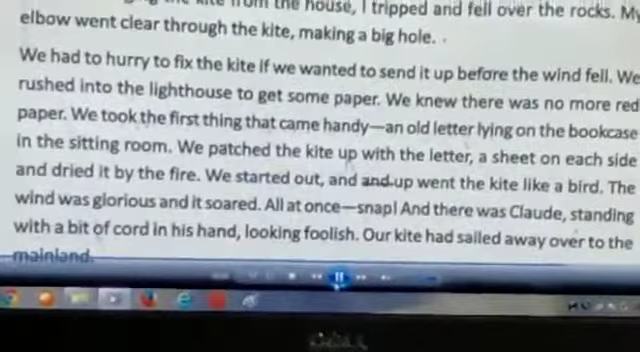 the kite from the house, I tripped and fell over the rocks. My
elbow went clear through the kite, making a big hole. .
We had to hurry to fix the kite if we wanted to send it up before the wind fell. We
rushed into the lighthouse to get some paper. We knew there was no more red
paper. We took the first thing that came handy—an old letter lying on the bookcase
in the sitting room. We patched the kite up with the letter, a sheet on each side
and dried it by the fire. We started out, and and up went the kite like a bird. The
wind was glorious and it soared. All at once—snap! And there was Claude, standing
with a bit of cord in his hand, looking foolish. Our kite had sailed away over to the
mainland.